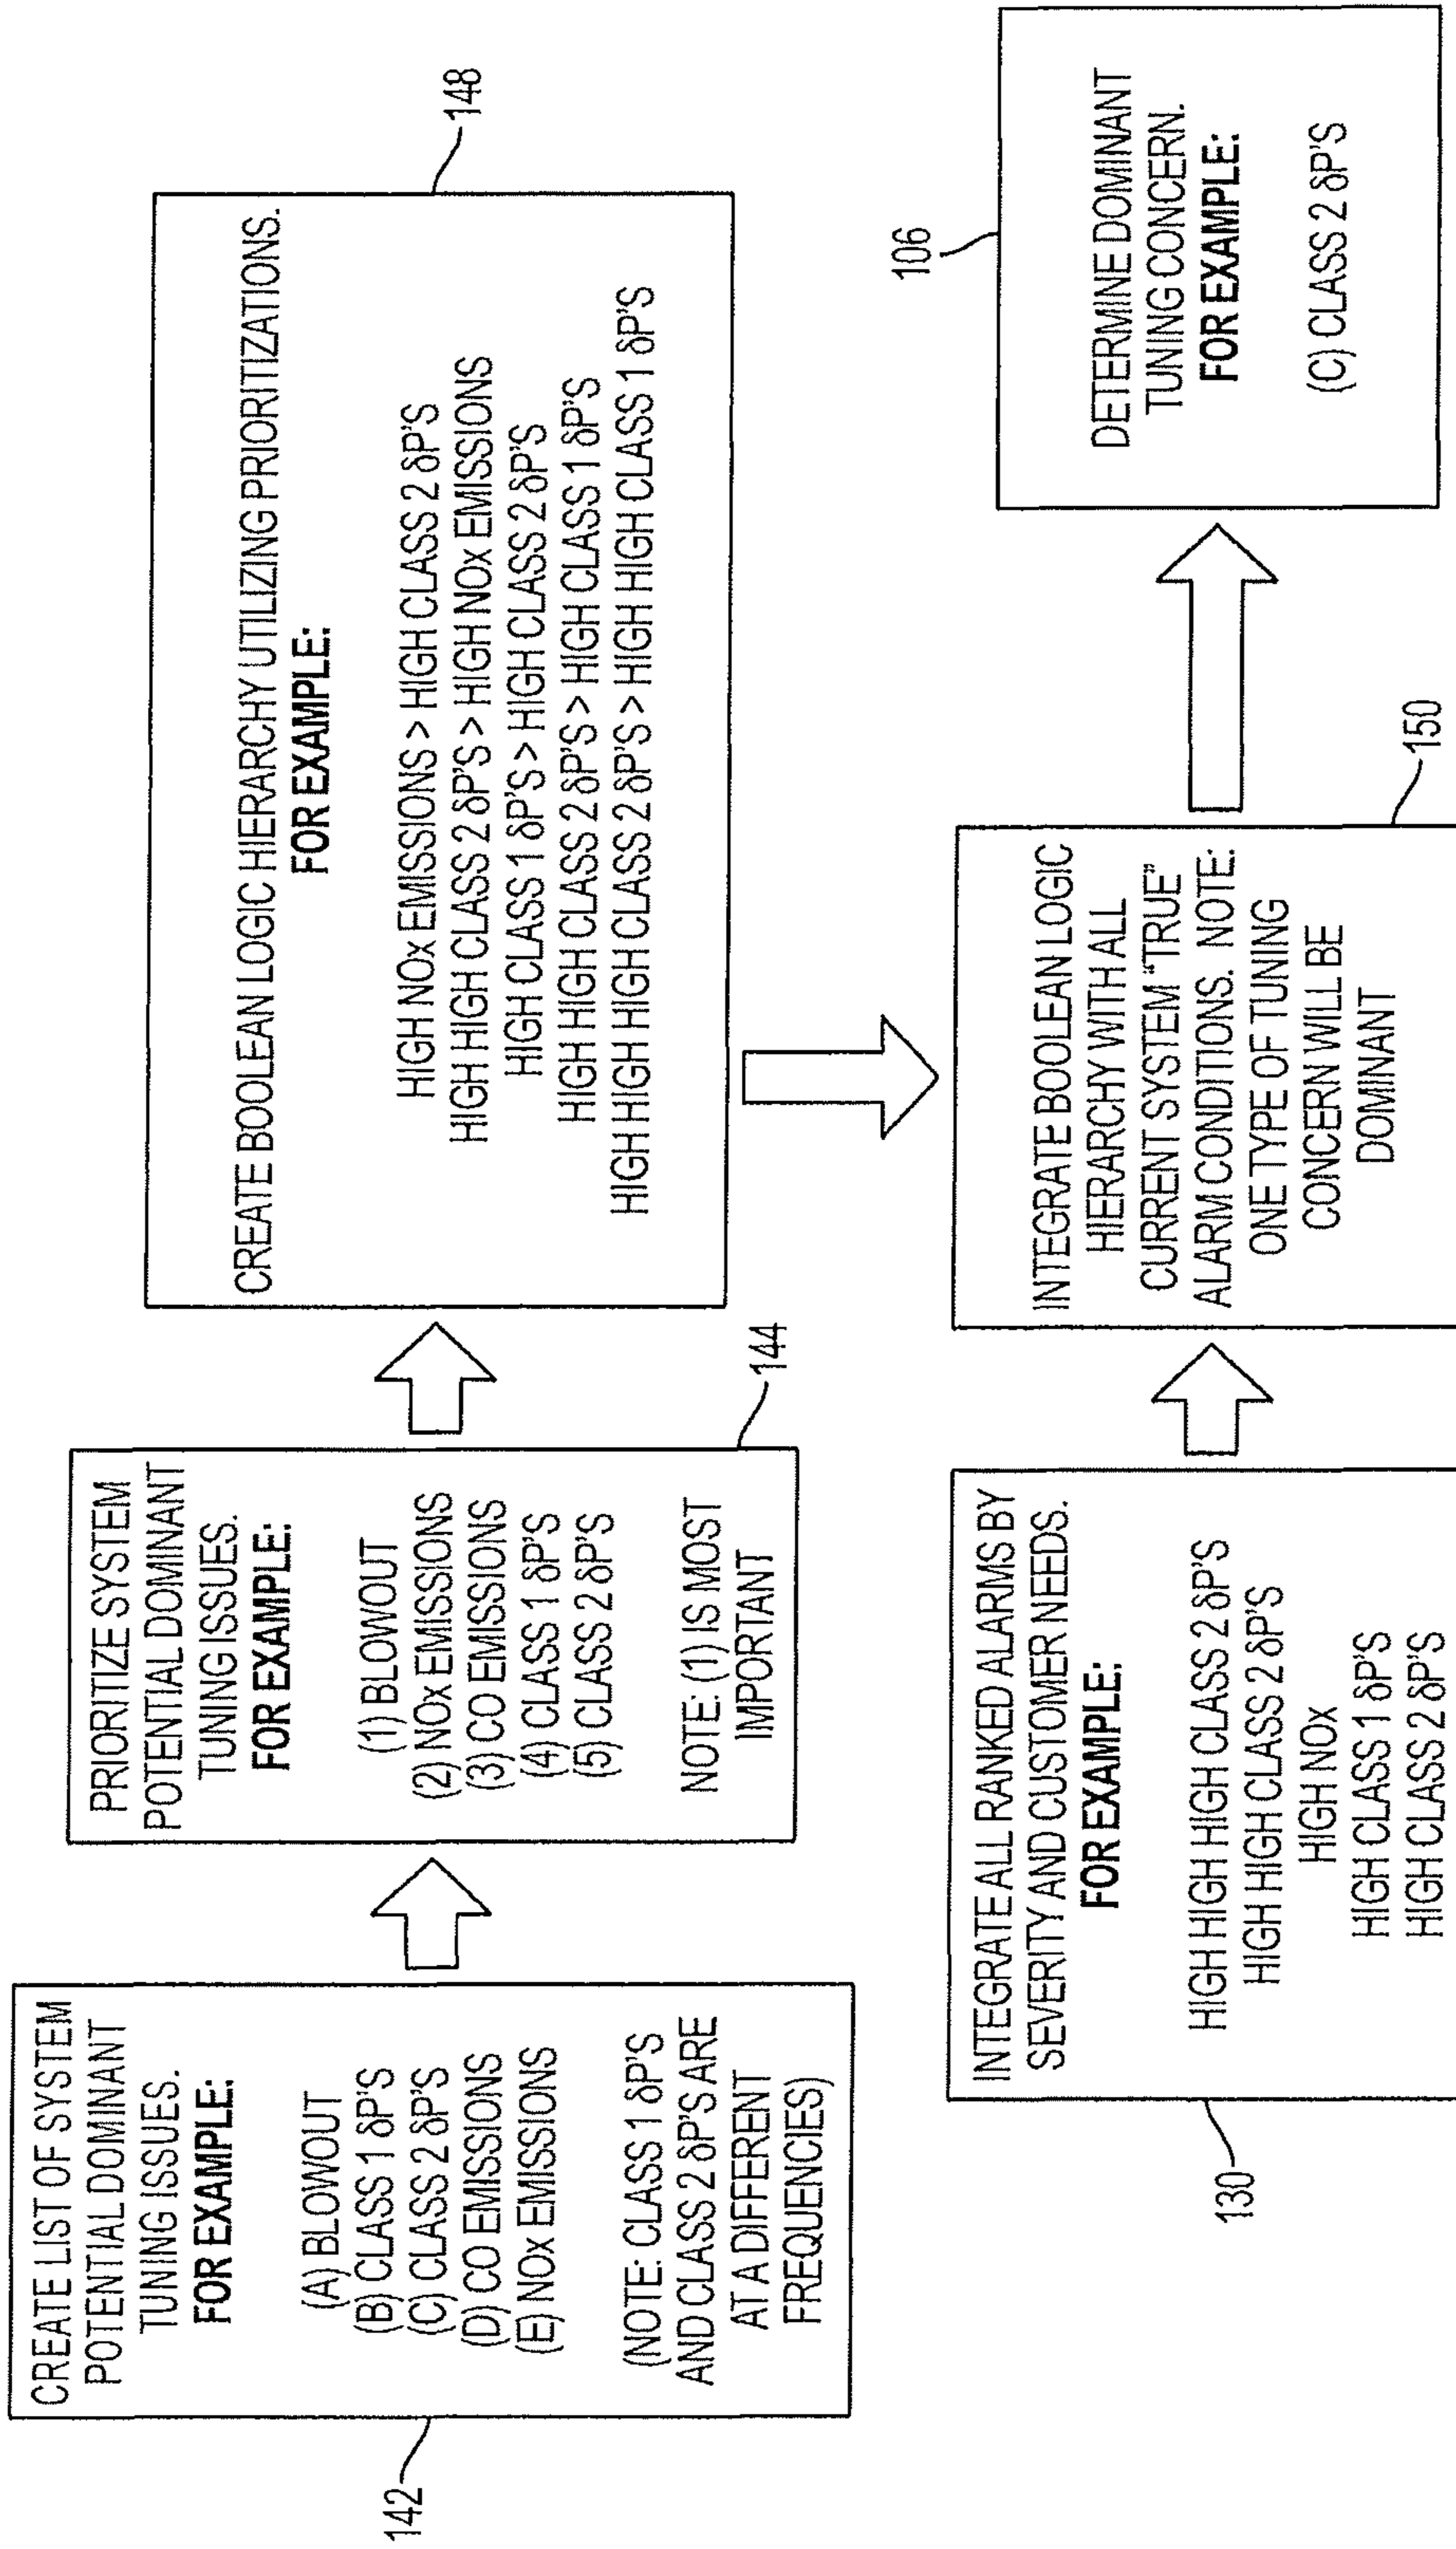 CREATE LIST OF SYSTEM
POTENTIAL DOMINANT
TUNING ISSUES.
FOR EXAMPLE:
(A) BLOWOUT
(B) CLASS 1 δP'S
(C) CLASS 2 δP'S
(D) CO EMISSIONS
(E) NOx EMISSIONS
(NOTE: CLASS 1 δP'S
AND CLASS 2 δP'S ARE
AT A DIFFERENT
FREQUENCIES)
142
PRIORITIZE SYSTEM
POTENTIAL DOMINANT
TUNING ISSUES.
FOR EXAMPLE:
(1) BLOWOUT
(2) NOx EMISSIONS
(3) CO EMISSIONS
(4) CLASS 1 δP'S
(5) CLASS 2 δP'S
NOTE: (1) IS MOST
IMPORTANT
144
CREATE BOOLEAN LOGIC HIERARCHY UTILIZING PRIORITIZATIONS.
FOR EXAMPLE:
HIGH NOx EMISSIONS > HIGH CLASS 2 δP'S
HIGH HIGH CLASS 2 δP'S > HIGH NOx EMISSIONS
HIGH CLASS 1 δP'S > HIGH CLASS 2 δP'S
HIGH HIGH CLASS 2 δP'S > HIGH CLASS 1 δP'S
HIGH HIGH HIGH CLASS 2 δP'S > HIGH HIGH CLASS 1 δP'S
148
INTEGRATE ALL RANKED ALARMS BY
SEVERITY AND CUSTOMER NEEDS.
FOR EXAMPLE:
HIGH HIGH HIGH CLASS 2 δP'S
HIGH HIGH CLASS 2 δP'S
HIGH NOx
HIGH CLASS 1 δP'S
HIGH CLASS 2 δP'S
130
INTEGRATE BOOLEAN LOGIC
HIERARCHY WITH ALL
CURRENT SYSTEM "TRUE"
ALARM CONDITIONS. NOTE:
ONE TYPE OF TUNING
CONCERN WILL BE
DOMINANT
150
DETERMINE DOMINANT
TUNING CONCERN.
FOR EXAMPLE:
(C) CLASS 2 δP'S
106